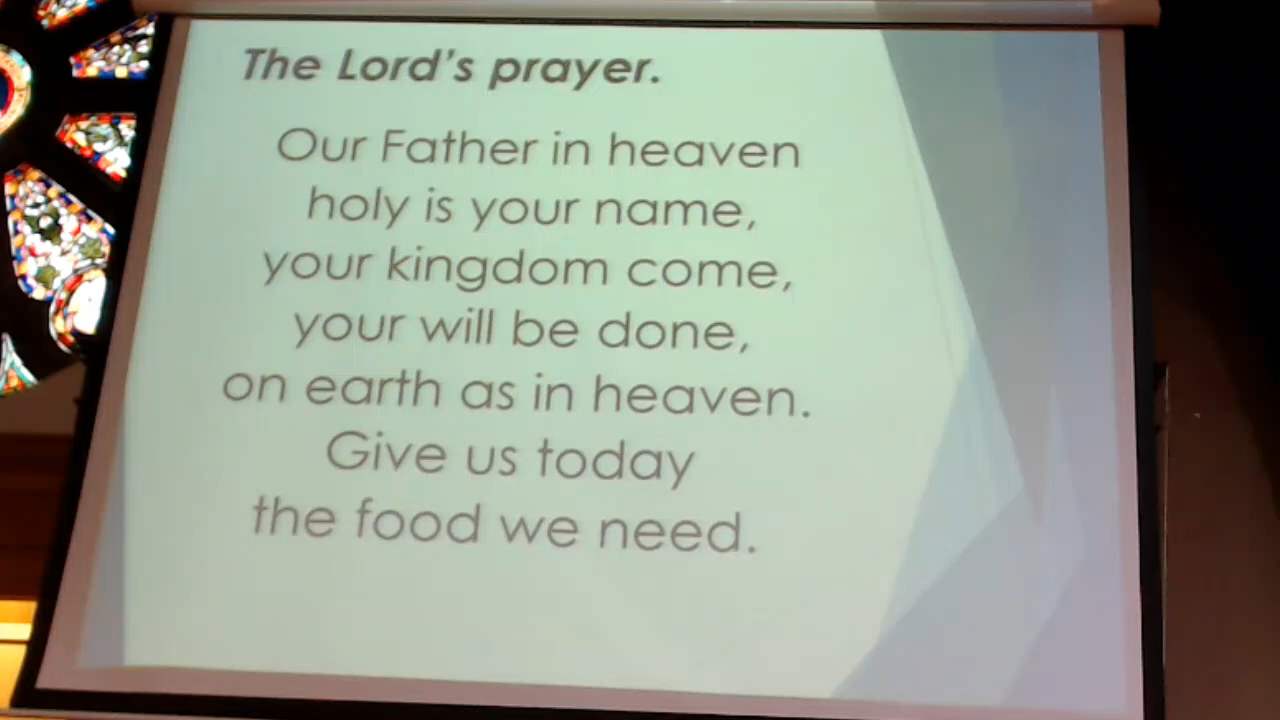 The Lord's prayer.
Our Father in heaven
holy is your name,
your kingdom come,
your will be done,
on earth as in heaven.
Give us today
the food we need.